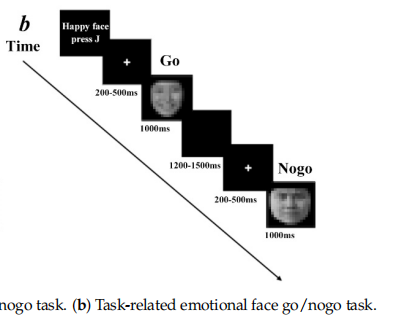 b
Time
Happy face
press J
Go
200-500ms
1000ms
1200-1500ms
Nogo
200-500ms
1000ms
nogo task. (b) Task-related emotional face go/nogo task.